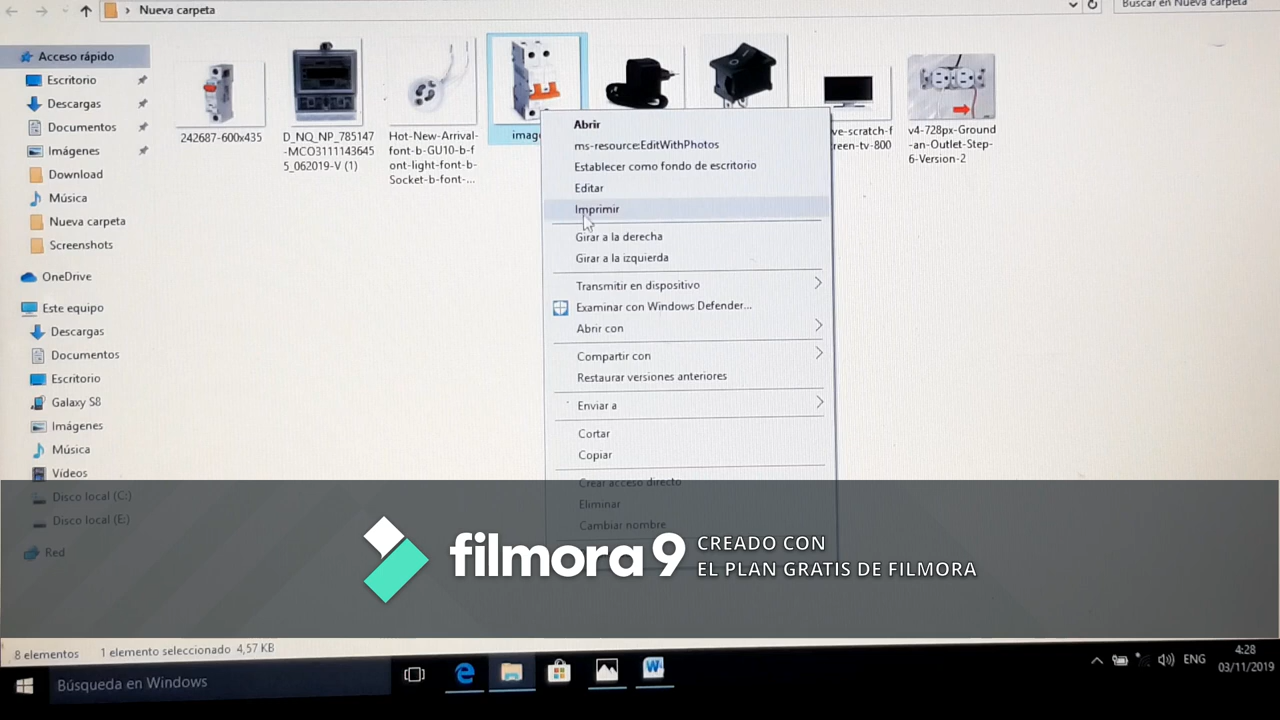 Nueva carpeta
Buscar en Nueva carpeta
Acceso rápido
Escritorio
Descargas
Documentos
Imágenes
Download
Música
Nueva carpeta
Screenshots
OneDrive
Este equipo
Descargas
Documentos
Escritorio
Galaxy S8
Imágenes
Música
Vídeos
Disco local (C:)
Disco local (E:)
Red
242687-600x435
D_NQ_NP_785147
-MCO3111143645
5_062019-V (1)
Hot-New-Arrival-
font-b-GU10-b-f
ont-light-font-b-
Socket-b-font-...
imag
ve-scratch-f
reen-tv-800
v4-728px-Ground
-an-Outlet-Step-
6-Version-2
Abrir
ms-resource:EditWithPhotos
Establecer como fondo de escritorio
Editar
Imprimir
Girar a la derecha
Girar a la izquierda
Transmitir en dispositivo
Examinar con Windows Defender...
Abrir con
Compartir con
Restaurar versiones anteriores
Enviar a
Cortar
Copiar
Crear acceso directo
Eliminar
Cambiar nombre
filmora 9
CREADO CON
EL PLAN GRATIS DE FILMORA
8 elementos
1 elemento seleccionado 4,57 KB
Búsqueda en Windows
ENG
4:28
03/11/2019